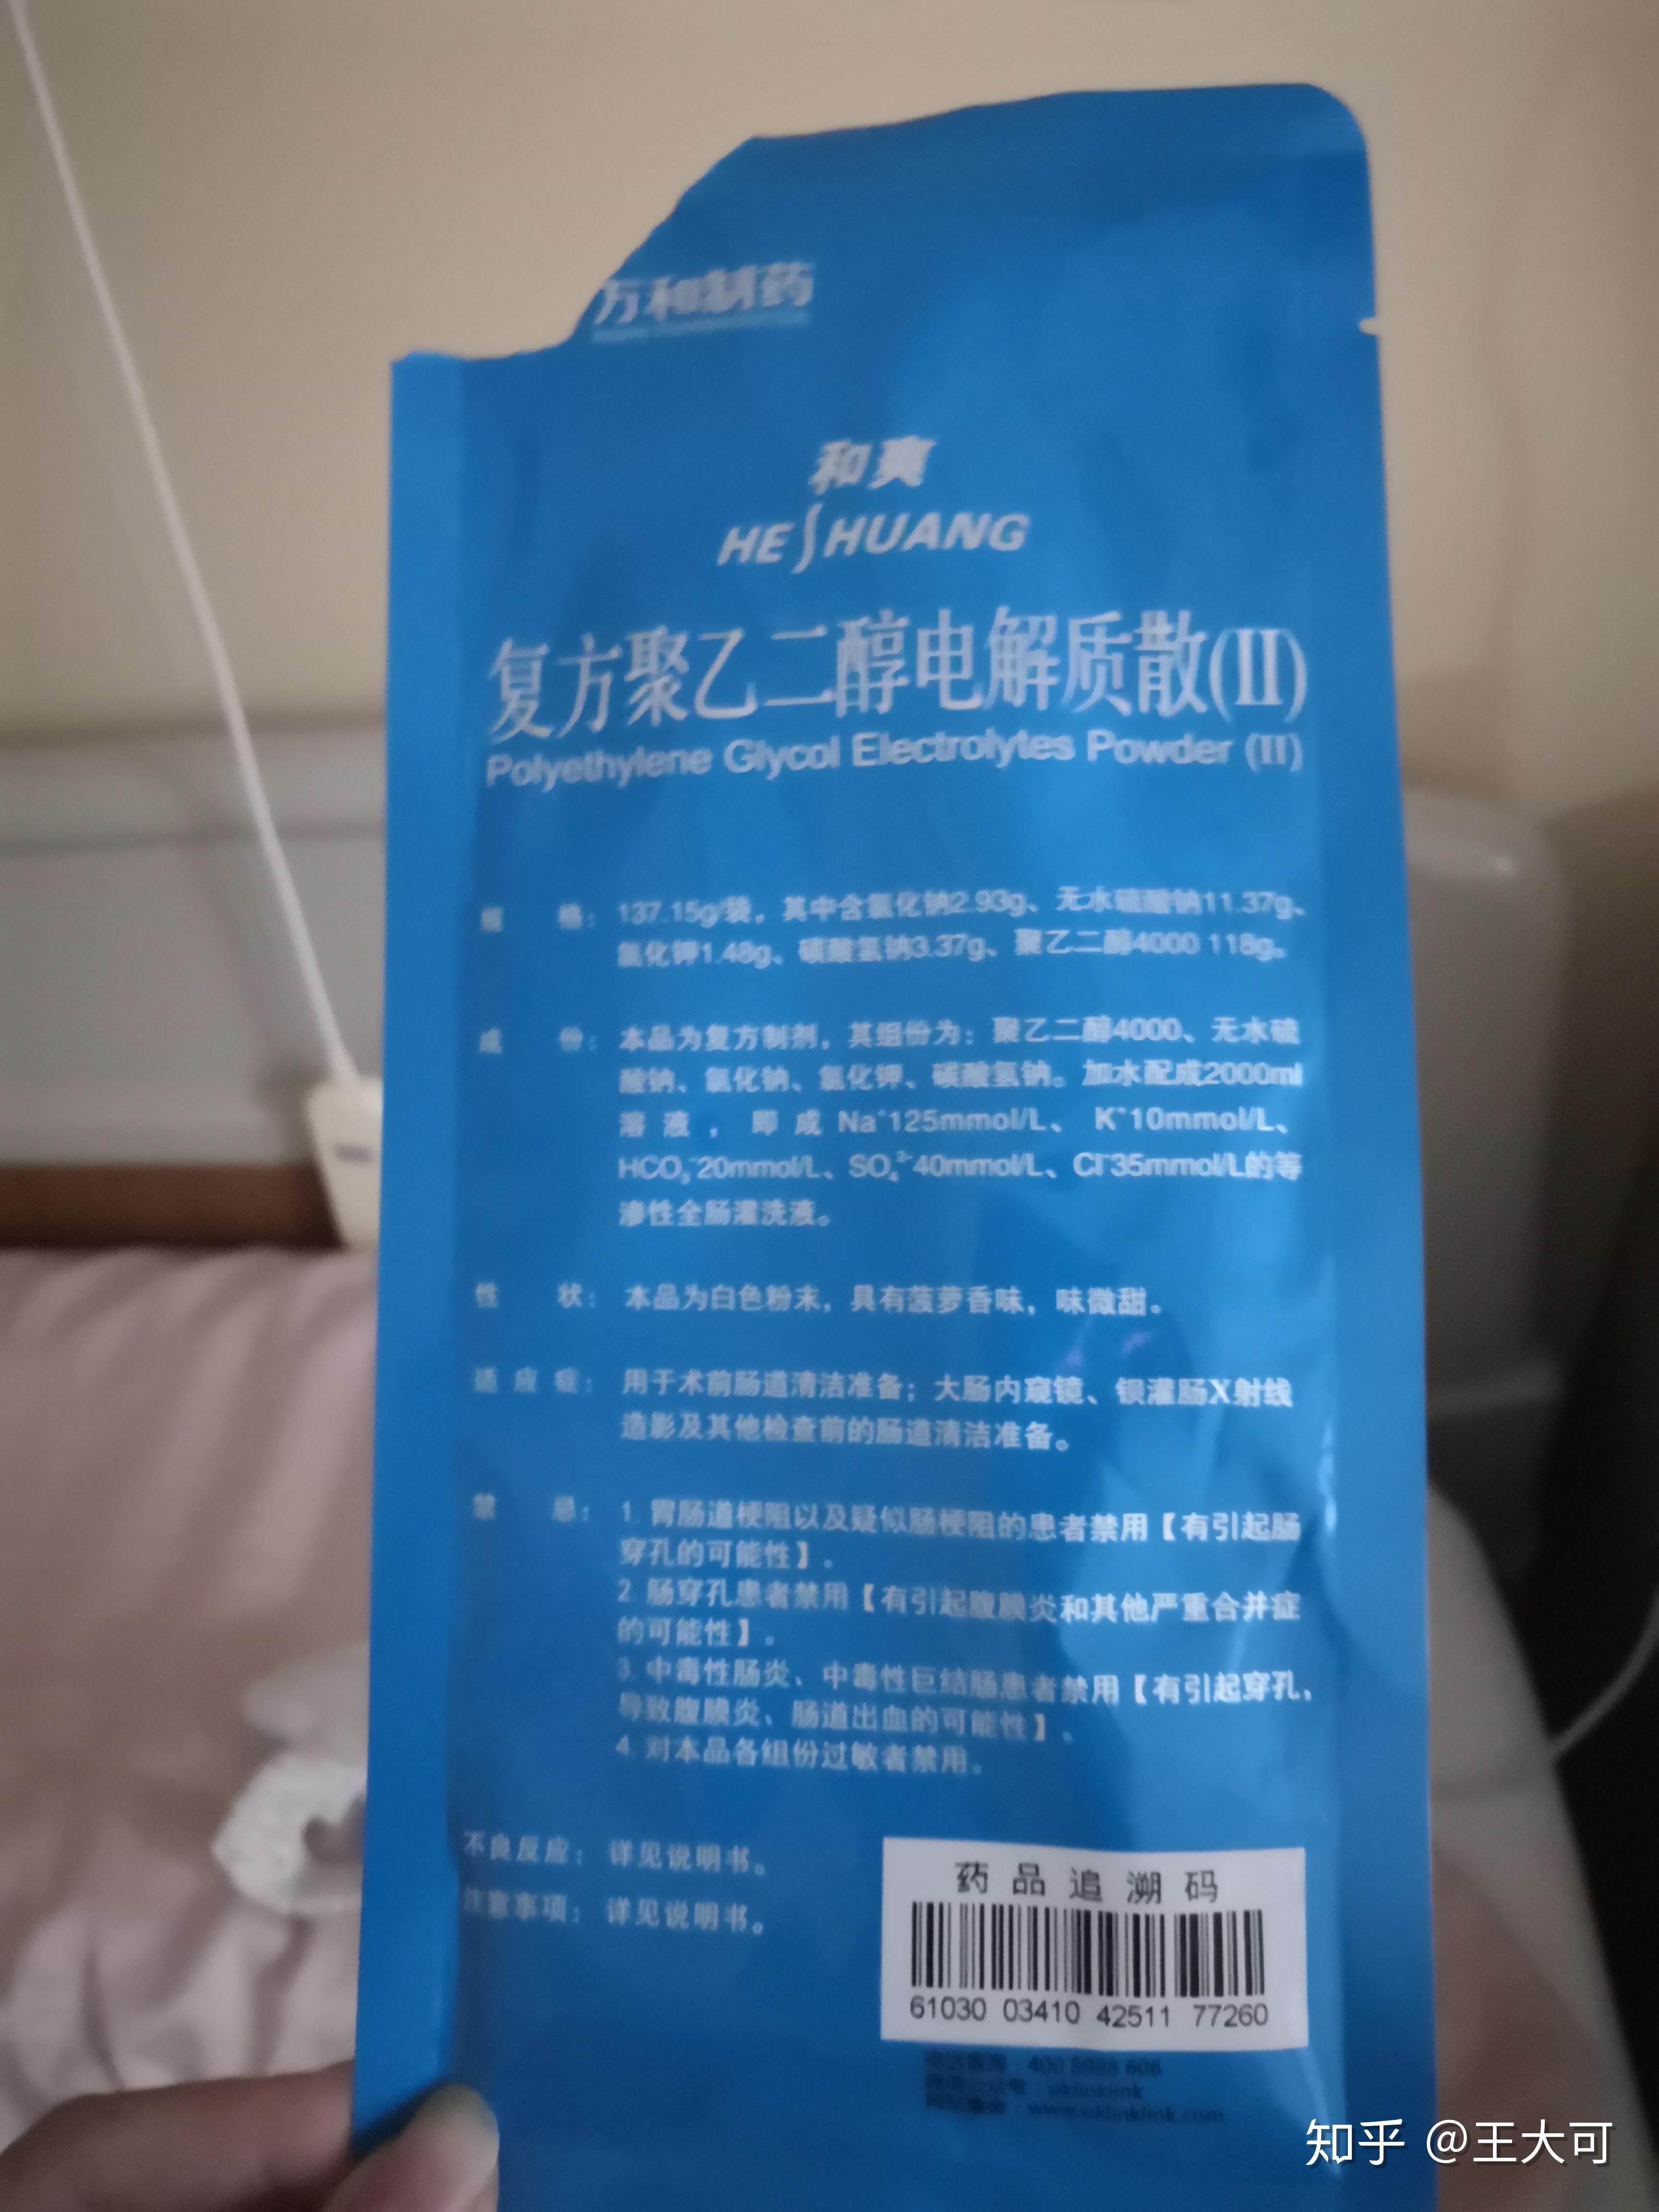 万和制药
和爽
HESHUANG
复方聚乙二醇电解质散(II)
Polyethylene Glycol Electrolytes Powder (II)
规 格：137.15g/袋，其中含氯化钠2.93g、无水硫酸钠11.37g、
氯化钾1.48g、碳酸氢钠3.37g、聚乙二醇4000 118g。
成 份：本品为复方制剂，其组份为：聚乙二醇4000、无水硫
酸钠、氯化钠、氯化钾、碳酸氢钠。加水配成2000ml
溶液，即成Na⁺125mmol/L、K⁺10mmol/L、
HCO₃⁻20mmol/L、SO₄²⁻40mmol/L、Cl⁻35mmol/L的等
渗性全肠灌洗液。
性 状：本品为白色粉末，具有菠萝香味，味微甜。
适应症：用于术前肠道清洁准备；大肠内窥镜、钡灌肠X射线
造影及其他检查前的肠道清洁准备。
禁 忌：1.胃肠道梗阻以及疑似肠梗阻的患者禁用【有引起肠
穿孔的可能性】。
2.肠穿孔患者禁用【有引起腹膜炎和其他严重合并症
的可能性】。
3.中毒性肠炎、中毒性巨结肠患者禁用【有引起穿孔，
导致腹膜炎、肠道出血的可能性】。
4.对本品各组份过敏者禁用。
不良反应：详见说明书。
注意事项：详见说明书。
药品追溯码
61030 03410 42511 77260
电话查询：400 8988 606
oklinklink
网站查询：www.oklinklink.com
知乎 @王大可